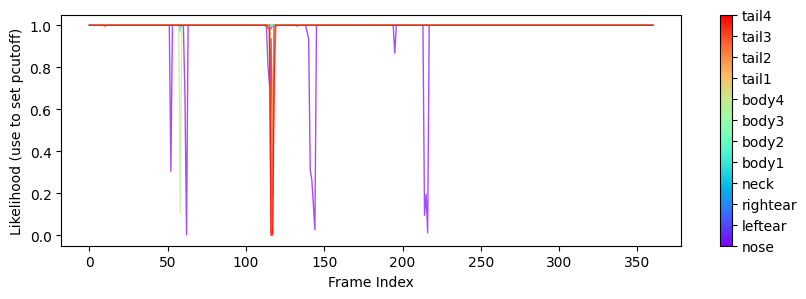 Likelihood (use to set pcutoff)
1.0
0.8
0.6
0.4
0.2
0.0
0
50
100
150
200
250
300
350
Frame Index
tail4
tail3
tail2
tail1
body4
body3
body2
body1
neck
rightear
leftear
nose